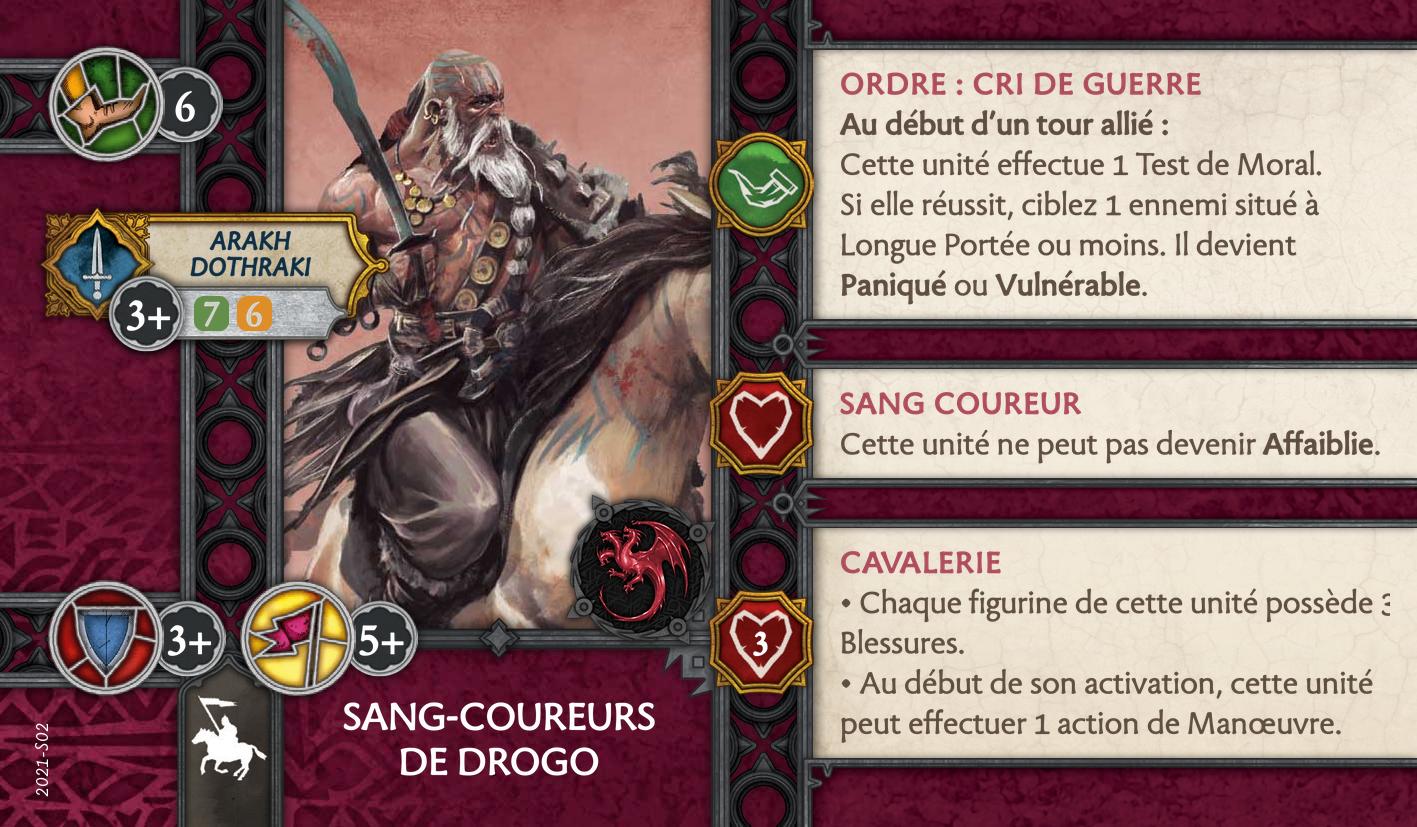 6
ARAKH
DOTHRAKI
3+
7 6
3+
5+
SANG-COUREURS
DE DROGO
2021-S02
ORDRE : CRI DE GUERRE
Au début d’un tour allié :
Cette unité effectue 1 Test de Moral.
Si elle réussit, ciblez 1 ennemi situé à
Longue Portée ou moins. Il devient
Paniqué ou Vulnérable.
SANG COUREUR
Cette unité ne peut pas devenir Affaiblie.
3
CAVALERIE
• Chaque figurine de cette unité possède 3
Blessures.
• Au début de son activation, cette unité
peut effectuer 1 action de Manœuvre.